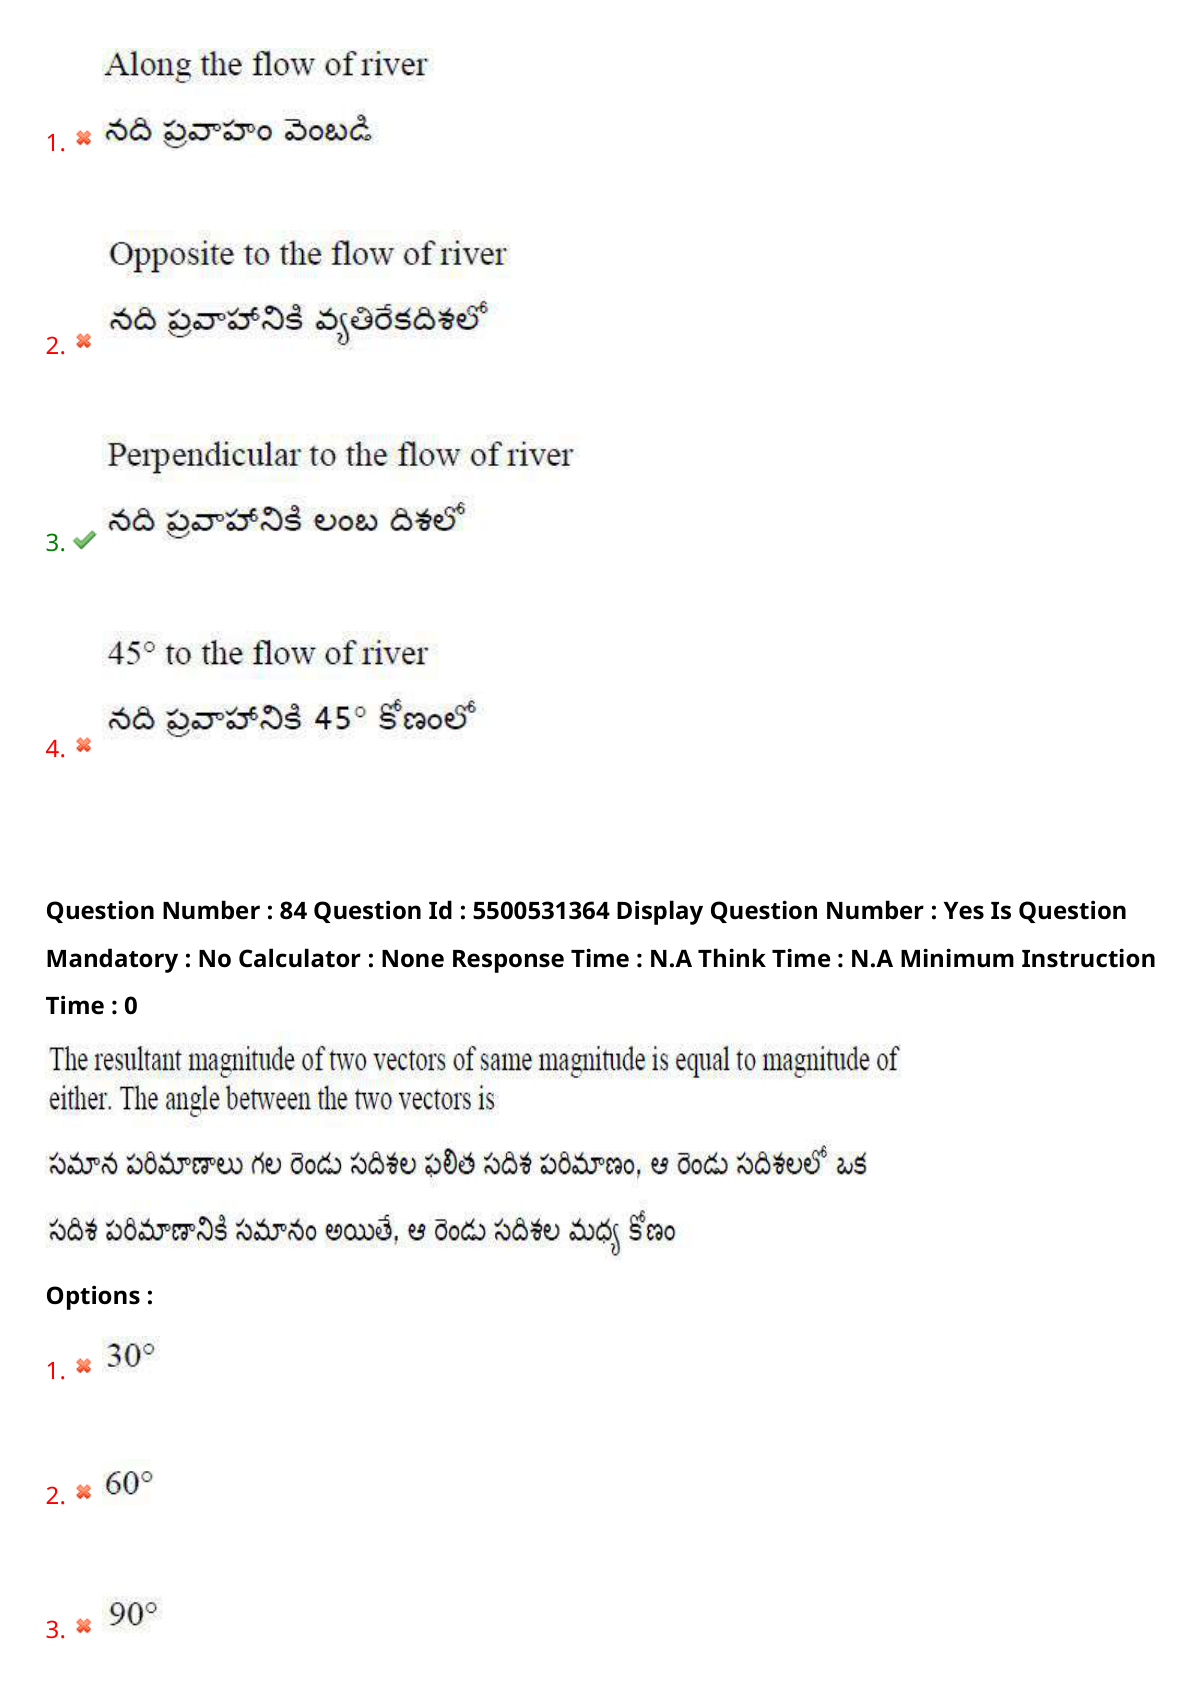 Along the flow of river
1. నది ప్రవాహం వెంబడి
Opposite to the flow of river
నది ప్రవాహానికి వ్యతిరేకదిశలో
2.
Perpendicular to the flow of river
నది ప్రవాహానికి లంబ దిశలో
3.
45° to the flow of river
నది ప్రవాహానికి 45° కోణంలో
4.
Question Number : 84 Question Id : 5500531364 Display Question Number : Yes Is Question
Mandatory : No Calculator : None Response Time : N.A Think Time : N.A Minimum Instruction
Time : 0
The resultant magnitude of two vectors of same magnitude is equal to magnitude of
either. The angle between the two vectors is
సమాన పరిమాణాలు గల రెండు సదిశల ఫలిత సదిశ పరిమాణం, ఆ రెండు సదిశలలో ఒక
సదిశ పరిమాణానికి సమానం అయితే, ఆ రెండు సదిశల మధ్య కోణం
Options :
1. 30°
2. 60°
3. 90°